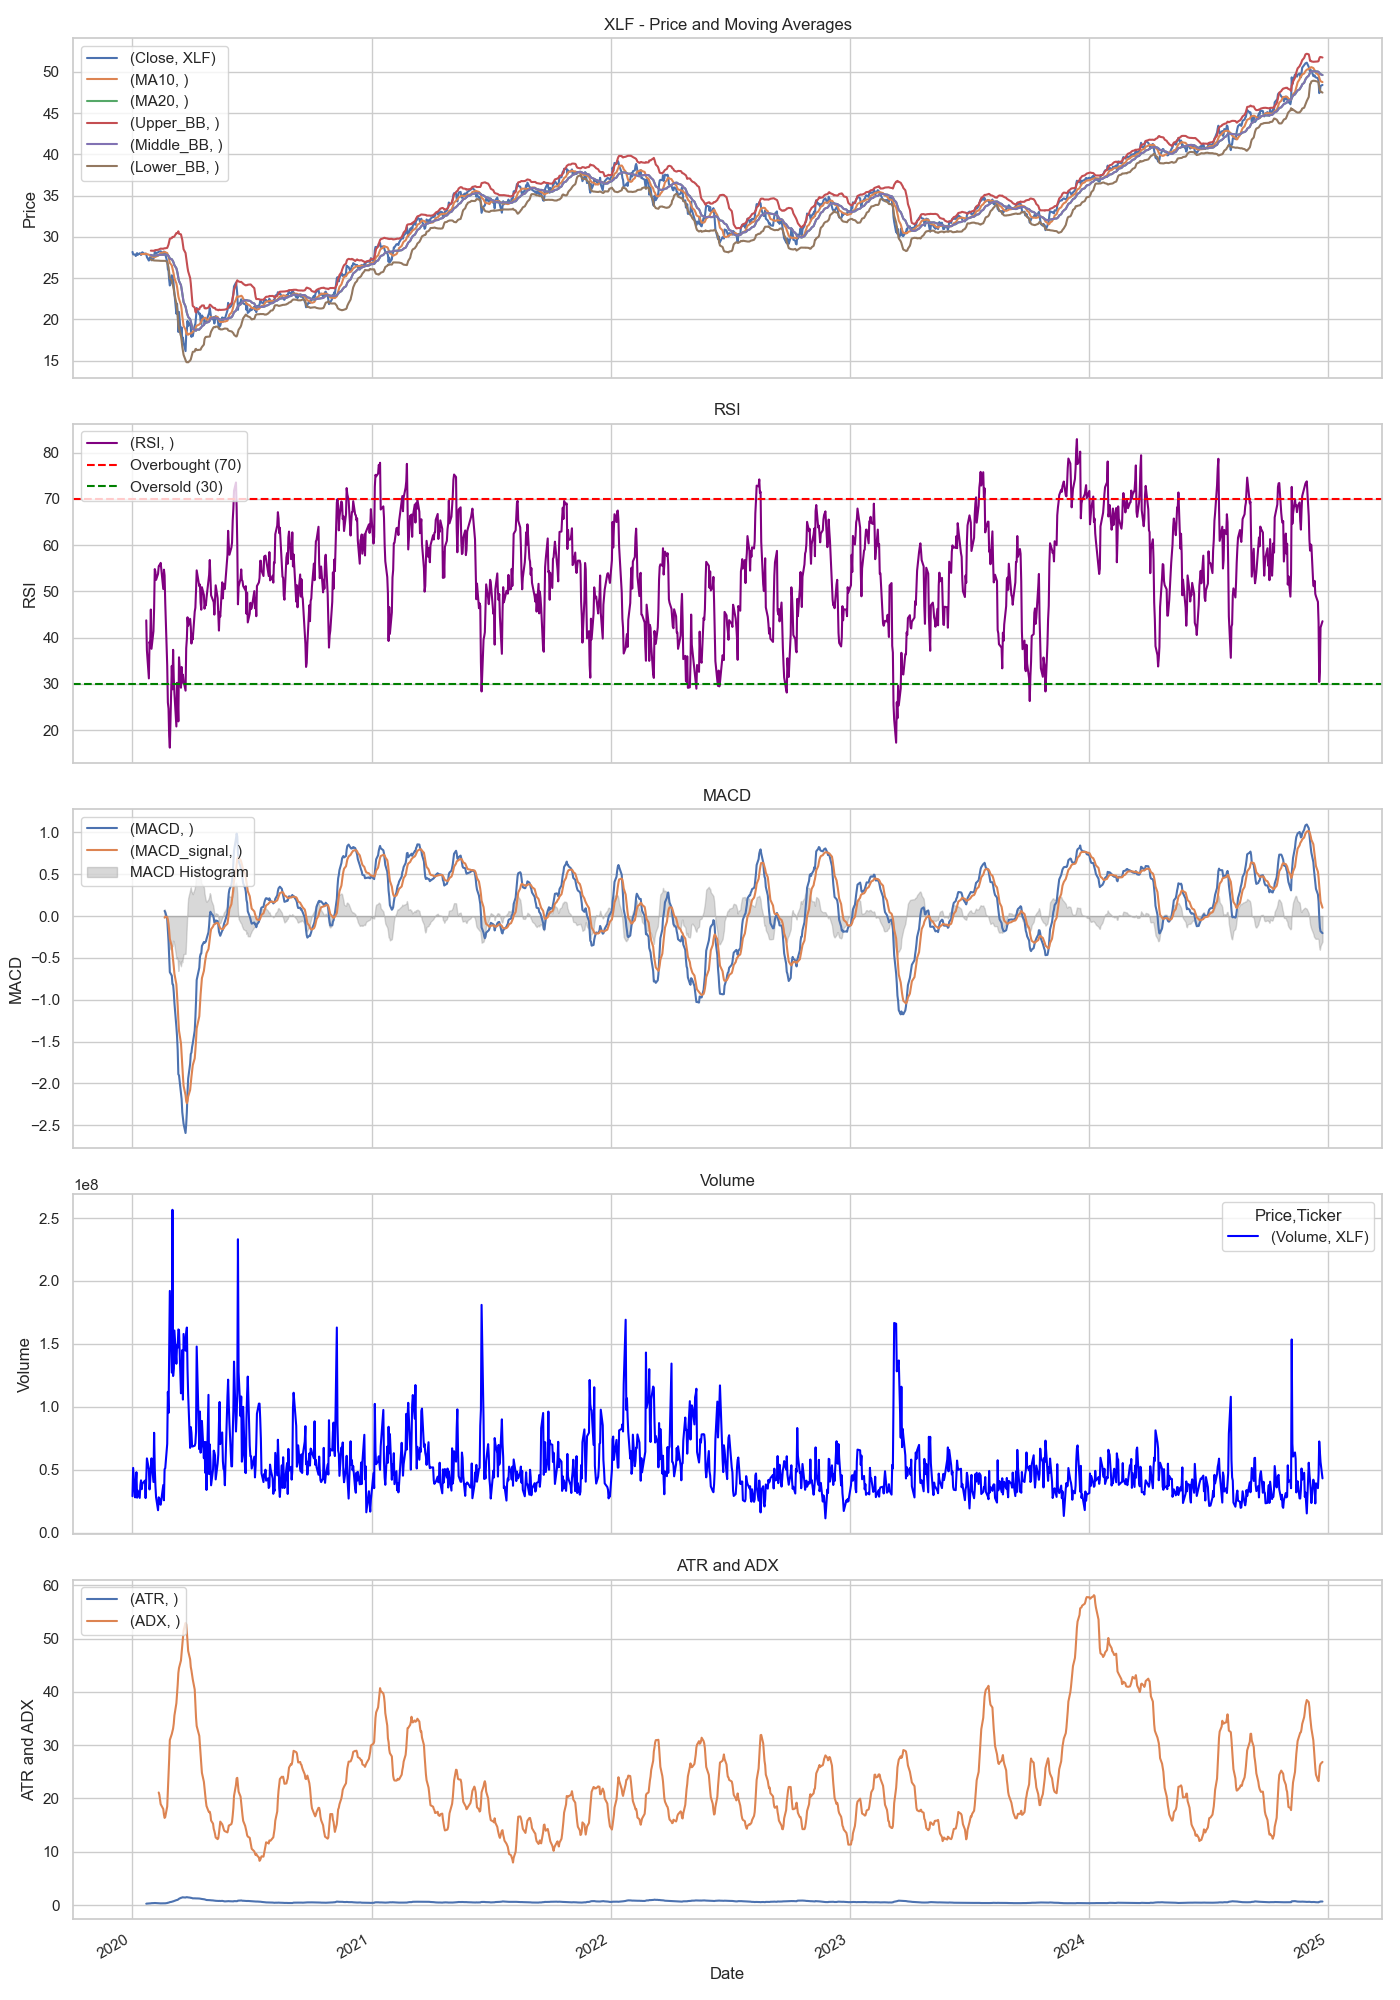 XLF - Price and Moving Averages
(Close, XLF)
(MA10, )
(MA20, )
(Upper_BB, )
(Middle_BB, )
(Lower_BB, )
Price
50
45
40
35
30
25
20
15
RSI
(RSI, )
Overbought (70)
Oversold (30)
RSI
80
70
60
50
40
30
20
MACD
(MACD, )
(MACD_signal, )
MACD Histogram
MACD
1.0
0.5
0.0
−0.5
−1.0
−1.5
−2.0
−2.5
Volume
1e8
Price,Ticker
(Volume, XLF)
Volume
2.5
2.0
1.5
1.0
0.5
0.0
ATR and ADX
(ATR, )
(ADX, )
ATR and ADX
60
50
40
30
20
10
0
2020
2021
2022
2023
2024
2025
Date